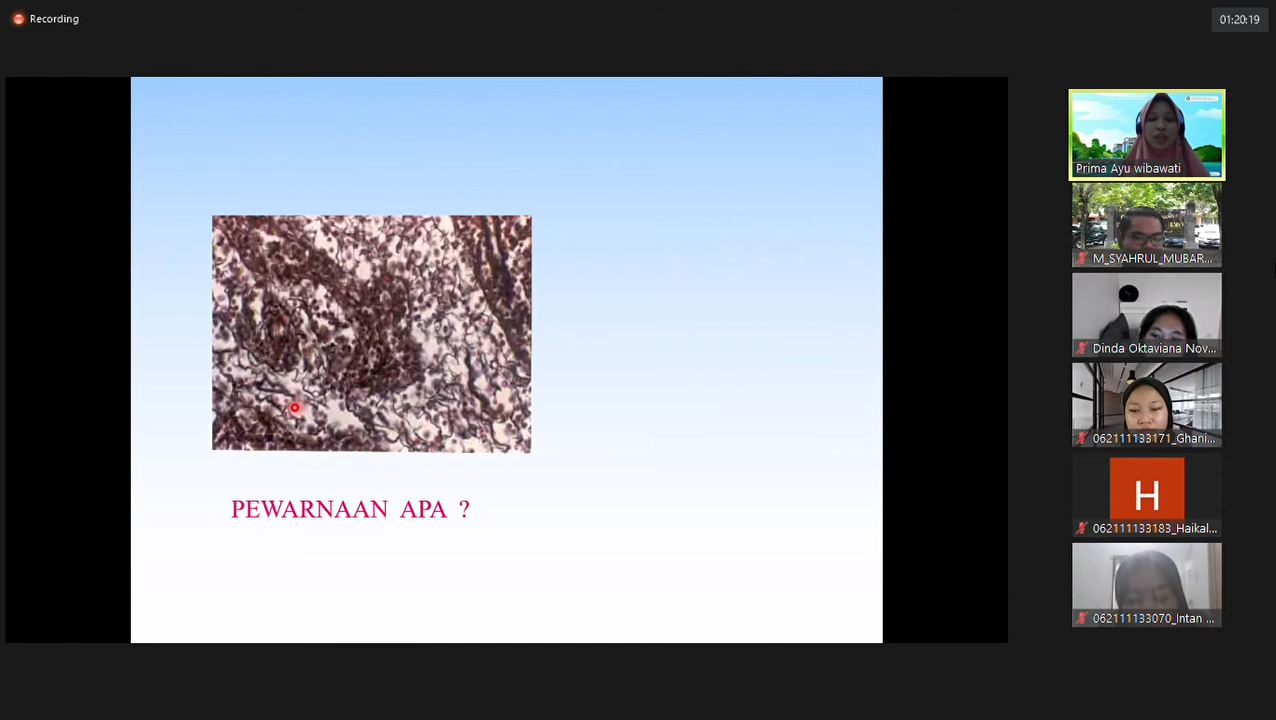 Recording
01:20:19
Prima Ayu wibawati
M_SYAHRUL_MUBAR...
Dinda Oktaviana Nov...
062111133171_Ghani...
H
062111133183_Haikal...
062111133070_Intan ...
PEWARNAAN APA ?